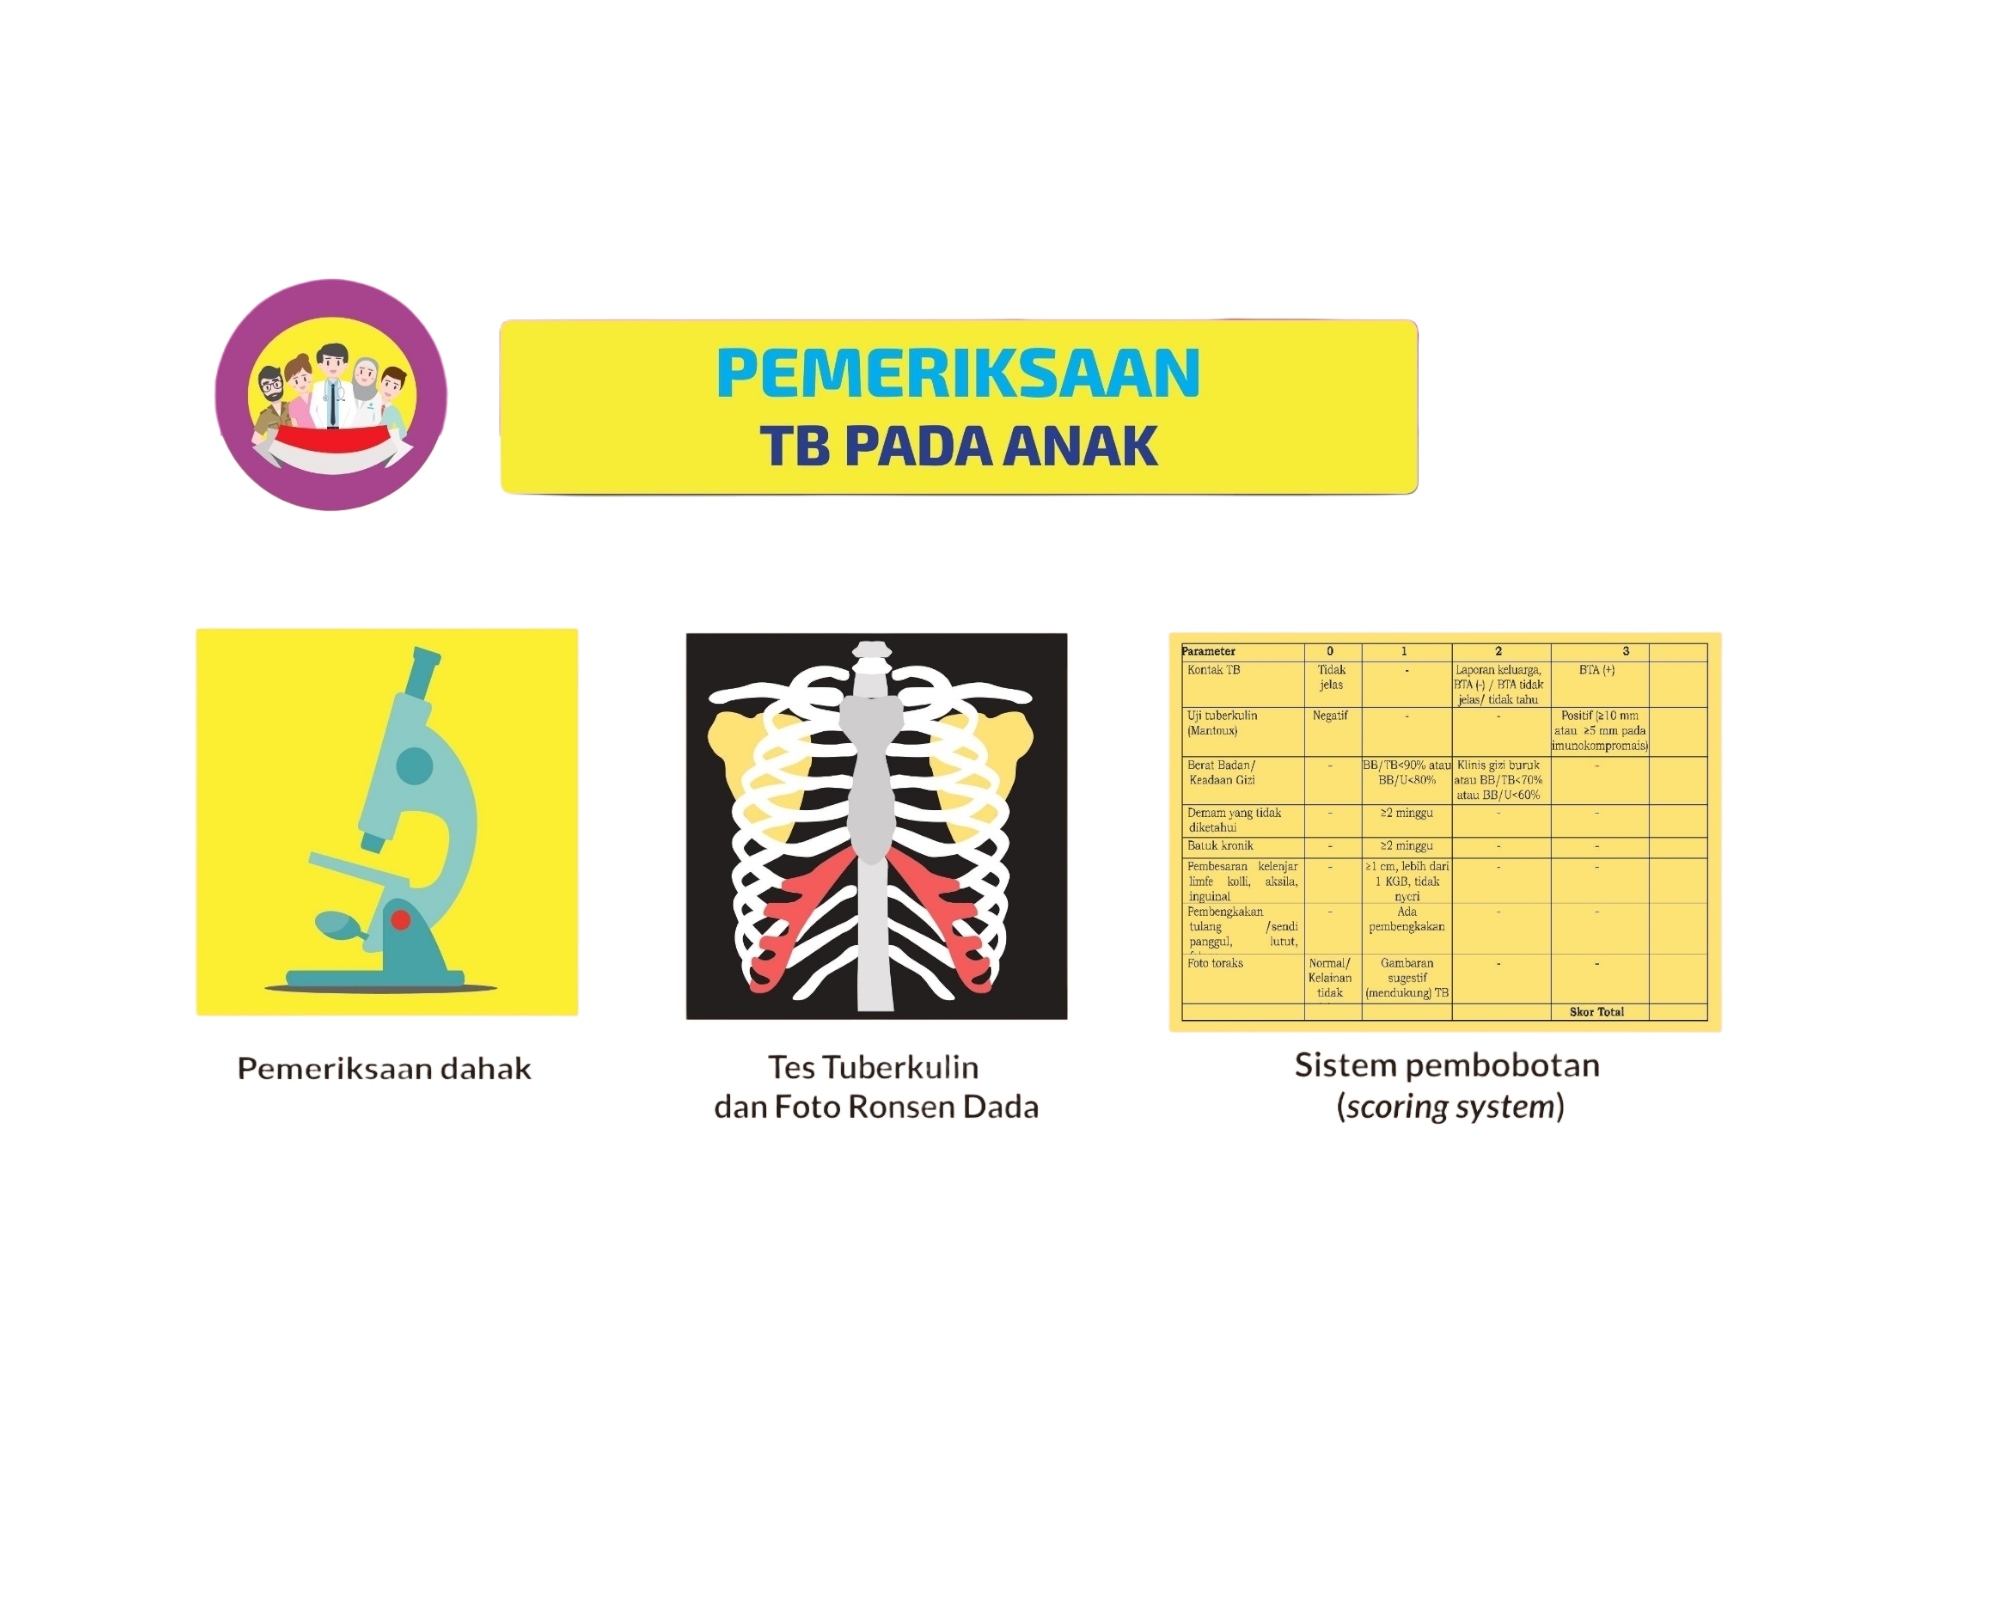 PEMERIKSAAN
TB PADA ANAK
Pemeriksaan dahak
Tes Tuberkulin
dan Foto Ronsen Dada
Parameter 0 1 2 3
Kontak TB Tidak jelas - Laporan keluarga, BTA (-) / BTA tidak jelas/ tidak tahu BTA (+)
Uji tuberkulin (Mantoux) Negatif - - Positif (≥10 mm atau ≥5 mm pada imunokompromais)
Berat Badan/ Keadaan Gizi - BB/TB<90% atau BB/U<80% Klinis gizi buruk atau BB/TB<70% atau BB/U<60% -
Demam yang tidak diketahui - ≥2 minggu - -
Batuk kronik - ≥2 minggu - -
Pembesaran kelenjar limfe kolli, aksila, inguinal - ≥1 cm, lebih dari 1 KGB, tidak nyeri - -
Pembengkakan tulang /sendi panggul, lutut, - Ada pembengkakan - -
Foto toraks Normal/ Kelainan tidak Gambaran sugestif (mendukung) TB - -
Skor Total
Sistem pembobotan
(scoring system)